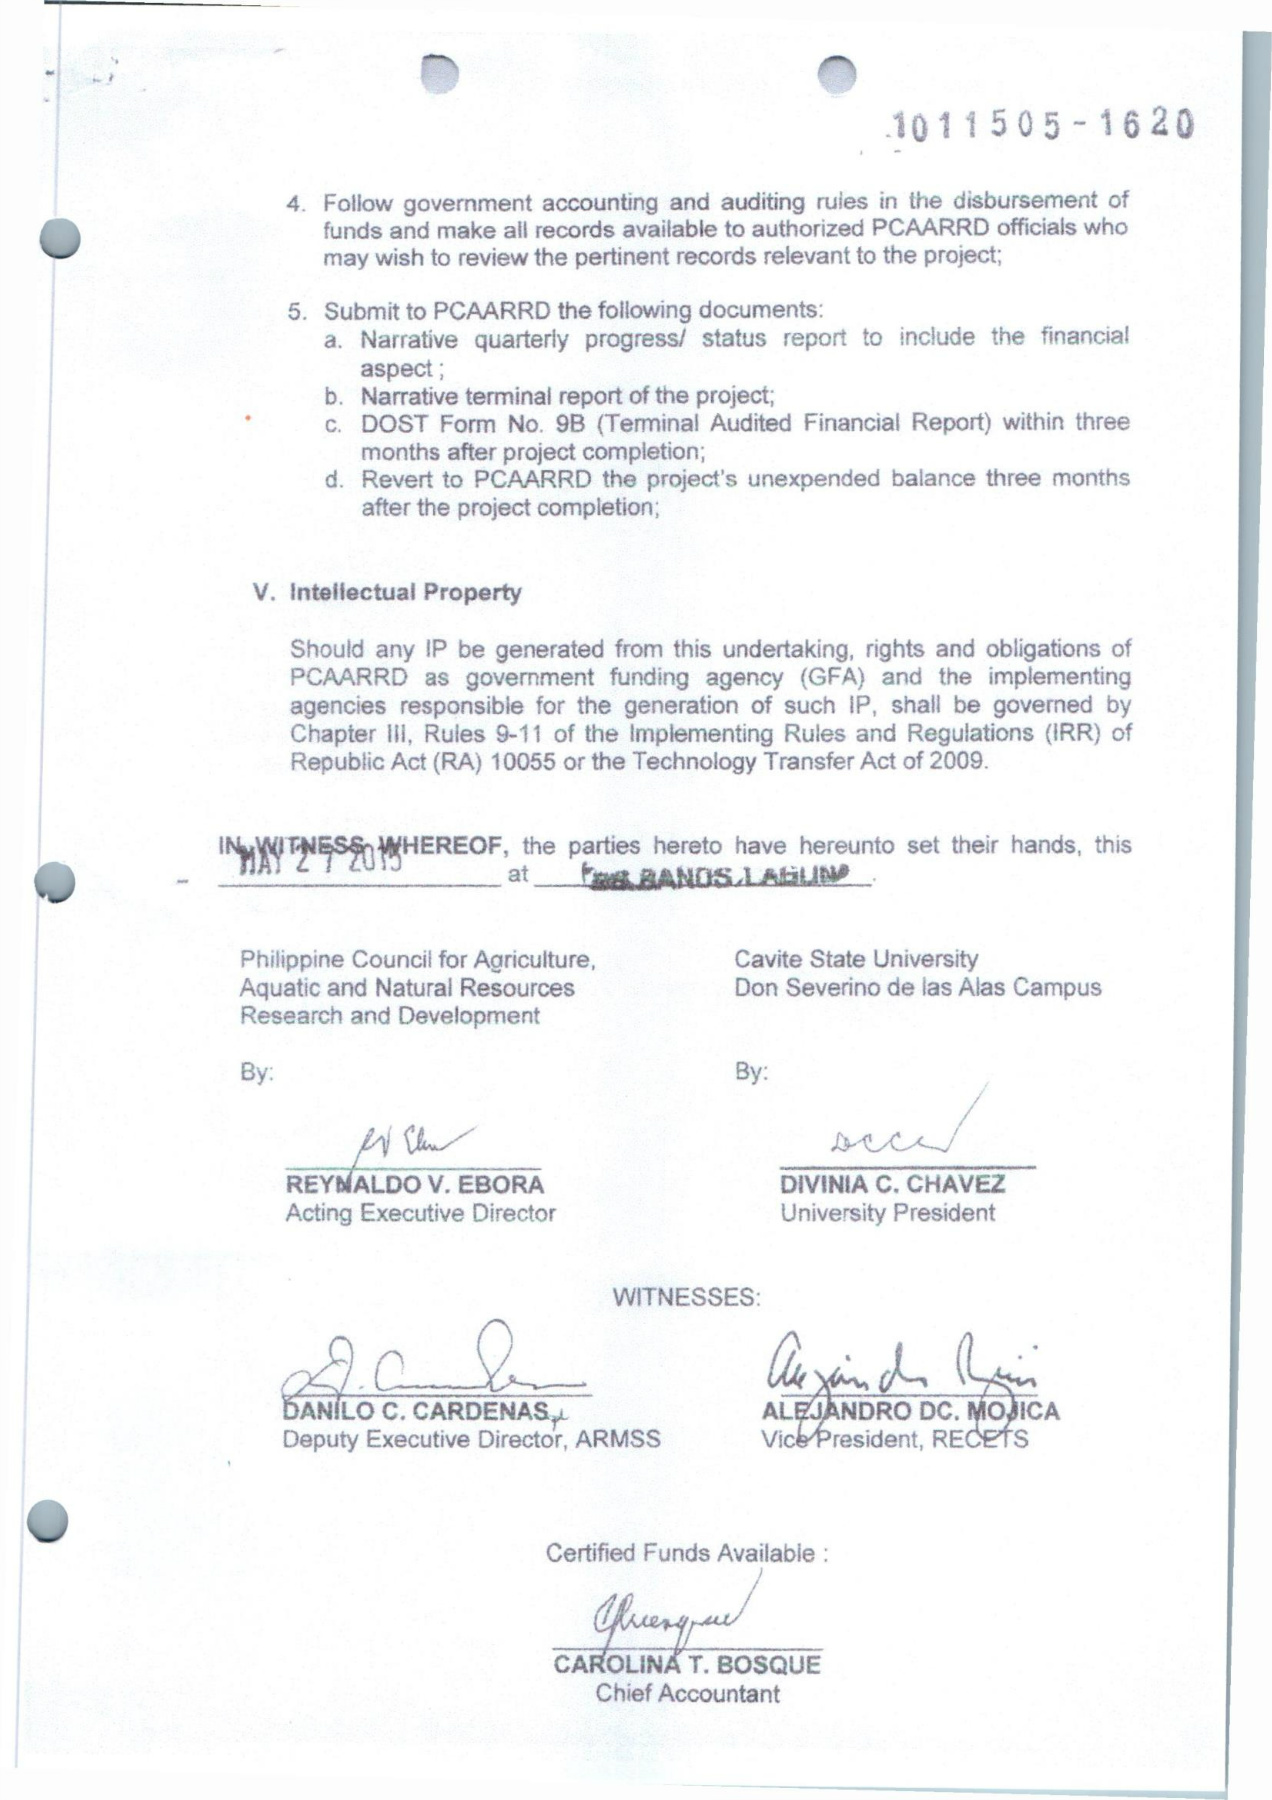 1011505-1620
4. Follow government accounting and auditing rules in the disbursement of
funds and make all records available to authorized PCAARRD officials who
may wish to review the pertinent records relevant to the project;
5. Submit to PCAARRD the following documents:
a. Narrative quarterly progress/ status report to include the financial
aspect ;
b. Narrative terminal report of the project;
c. DOST Form No. 9B (Terminal Audited Financial Report) within three
months after project completion;
d. Revert to PCAARRD the project's unexpended balance three months
after the project completion;
V. Intellectual Property
Should any IP be generated from this undertaking, rights and obligations of
PCAARRD as government funding agency (GFA) and the implementing
agencies responsible for the generation of such IP, shall be governed by
Chapter III, Rules 9-11 of the Implementing Rules and Regulations (IRR) of
Republic Act (RA) 10055 or the Technology Transfer Act of 2009.
IN WITNESS WHEREOF, the parties hereto have hereunto set their hands, this
MAY 27 2015 at BANOS, LAGUNA.
Philippine Council for Agriculture,
Aquatic and Natural Resources
Research and Development
Cavite State University
Don Severino de las Alas Campus
By:
By:
REYNALDO V. EBORA
Acting Executive Director
DIVINIA C. CHAVEZ
University President
WITNESSES:
DANILO C. CARDENAS
Deputy Executive Director, ARMSS
ALEJANDRO DC. MOJICA
Vice President, RECETS
Certified Funds Available :
CAROLINA T. BOSQUE
Chief Accountant